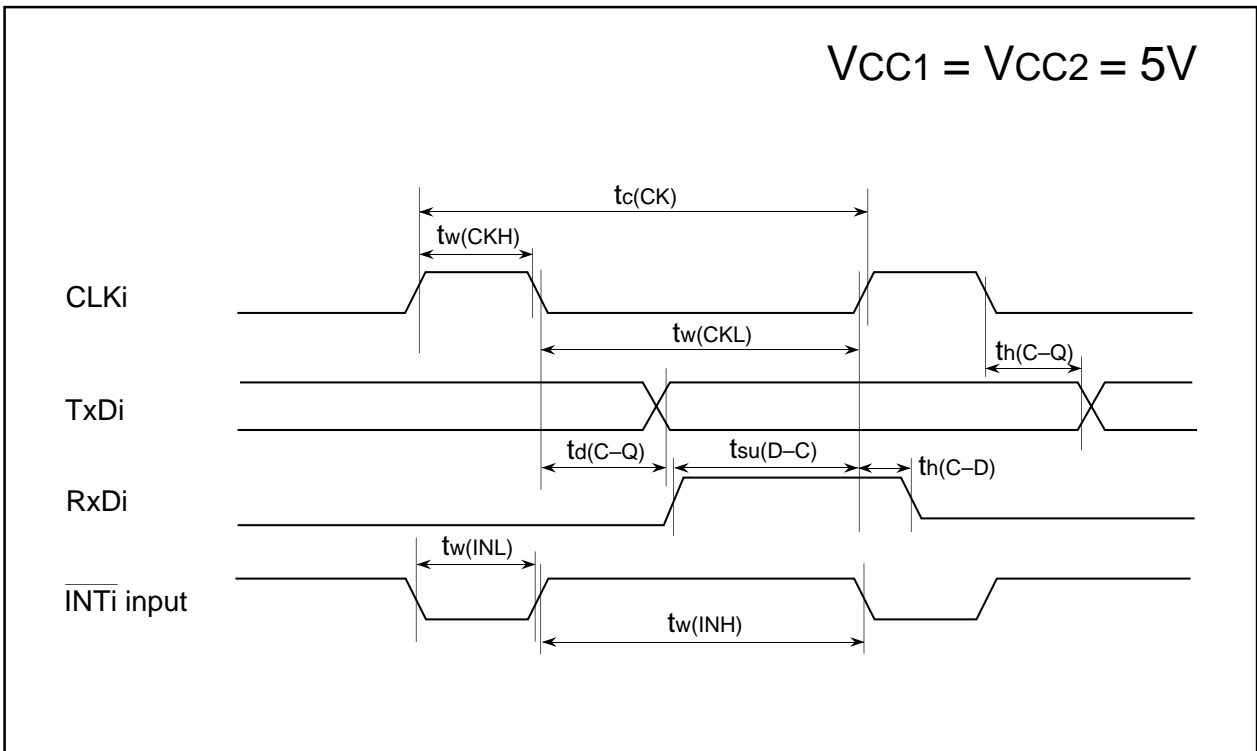 VCC1 = VCC2 = 5V
tc(CK)
tw(CKH)
CLKi
tw(CKL)
th(C–Q)
TxDi
td(C–Q)
tsu(D–C)
th(C–D)
RxDi
tw(INL)
INTi input
tw(INH)